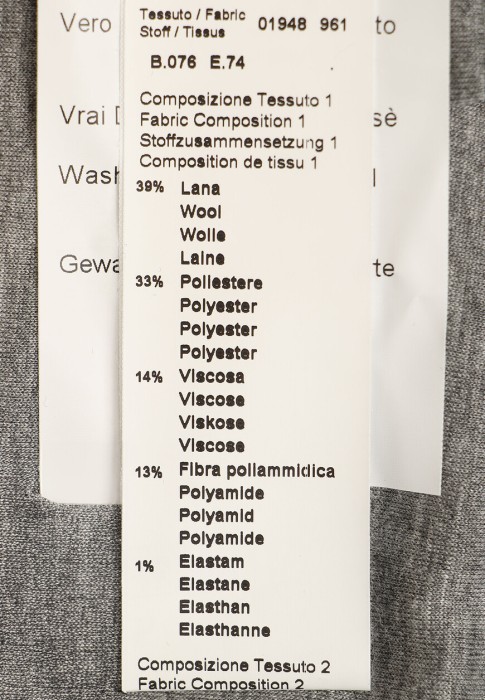 Tessuto / Fabric
Stoff / Tissus
01948 961
B.076 E.74
Composizione Tessuto 1
Fabric Composition 1
Stoffzusammensetzung 1
Composition de tissu 1
39% Lana
Wool
Wolle
Laine
33% Poliestere
Polyester
Polyester
Polyester
14% Viscosa
Viscose
Viskose
Viscose
13% Fibra poliammidica
Polyamide
Polyamid
Polyamide
1% Elastam
Elastane
Elasthan
Elasthanne
Composizione Tessuto 2
Fabric Composition 2
Vero
to
Vrai
sè
Wash
Gewa
te